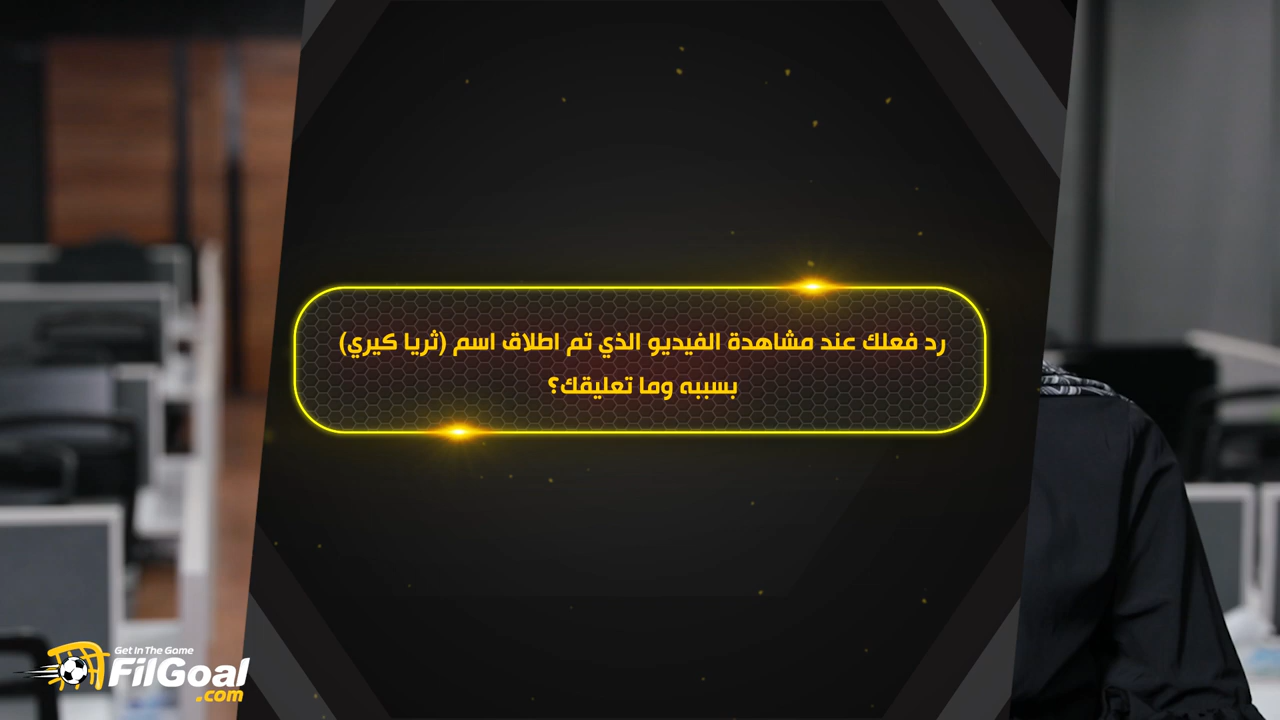 رد فعلك عند مشاهدة الفيديو الذي تم اطلاق اسم (ثريا كيري)
بسببه وما تعليقك؟
Get In The Game
FilGoal
.com